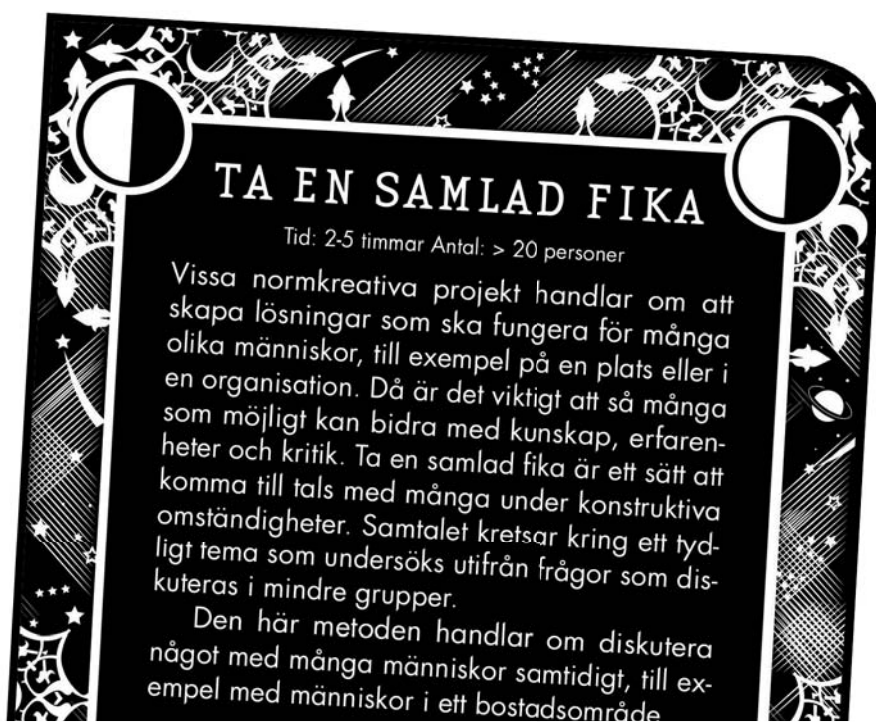 TA EN SAMLAD FIKA
Tid: 2-5 timmar Antal: > 20 personer
Vissa normkreativa projekt handlar om att
skapa lösningar som ska fungera för många
olika människor, till exempel på en plats eller i
en organisation. Då är det viktigt att så många
som möjligt kan bidra med kunskap, erfaren-
heter och kritik. Ta en samlad fika är ett sätt att
komma till tals med många under konstruktiva
omständigheter. Samtalet kretsar kring ett tyd-
ligt tema som undersöks utifrån frågor som dis-
kuteras i mindre grupper.
Den här metoden handlar om diskutera
något med många människor samtidigt, till ex-
empel med människor i ett bostadsområde